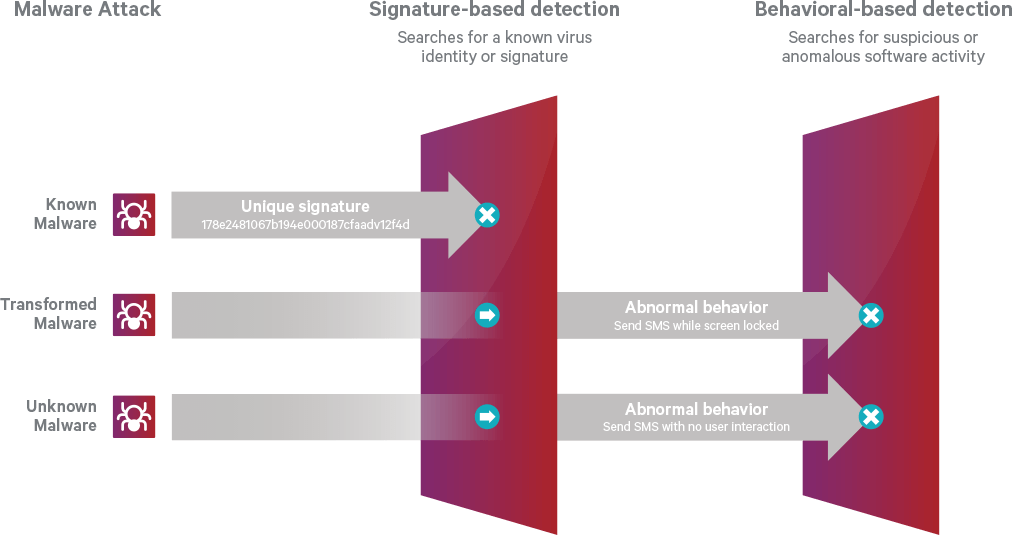 Malware Attack
Signature-based detection
Searches for a known virus
identity or signature
Behavioral-based detection
Searches for suspicious or
anomalous software activity
Known
Malware
Unique signature
178e2481067b194e000187cfaadv12f4d
Transformed
Malware
Abnormal behavior
Send SMS while screen locked
Unknown
Malware
Abnormal behavior
Send SMS with no user interaction